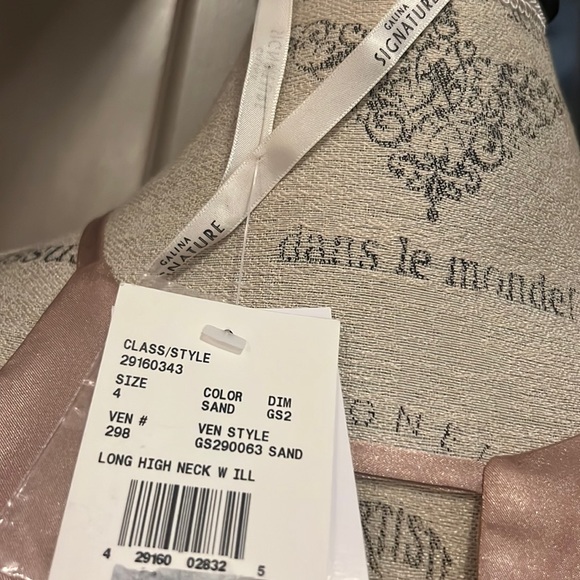 GALINA
SIGNATURE
GALINA
SIGNATURE
dans le monde
CLASS/STYLE
29160343
SIZE COLOR DIM
4 SAND GS2
VEN # VEN STYLE
298 GS290063 SAND
LONG HIGH NECK W ILL
4 29160 02832 5